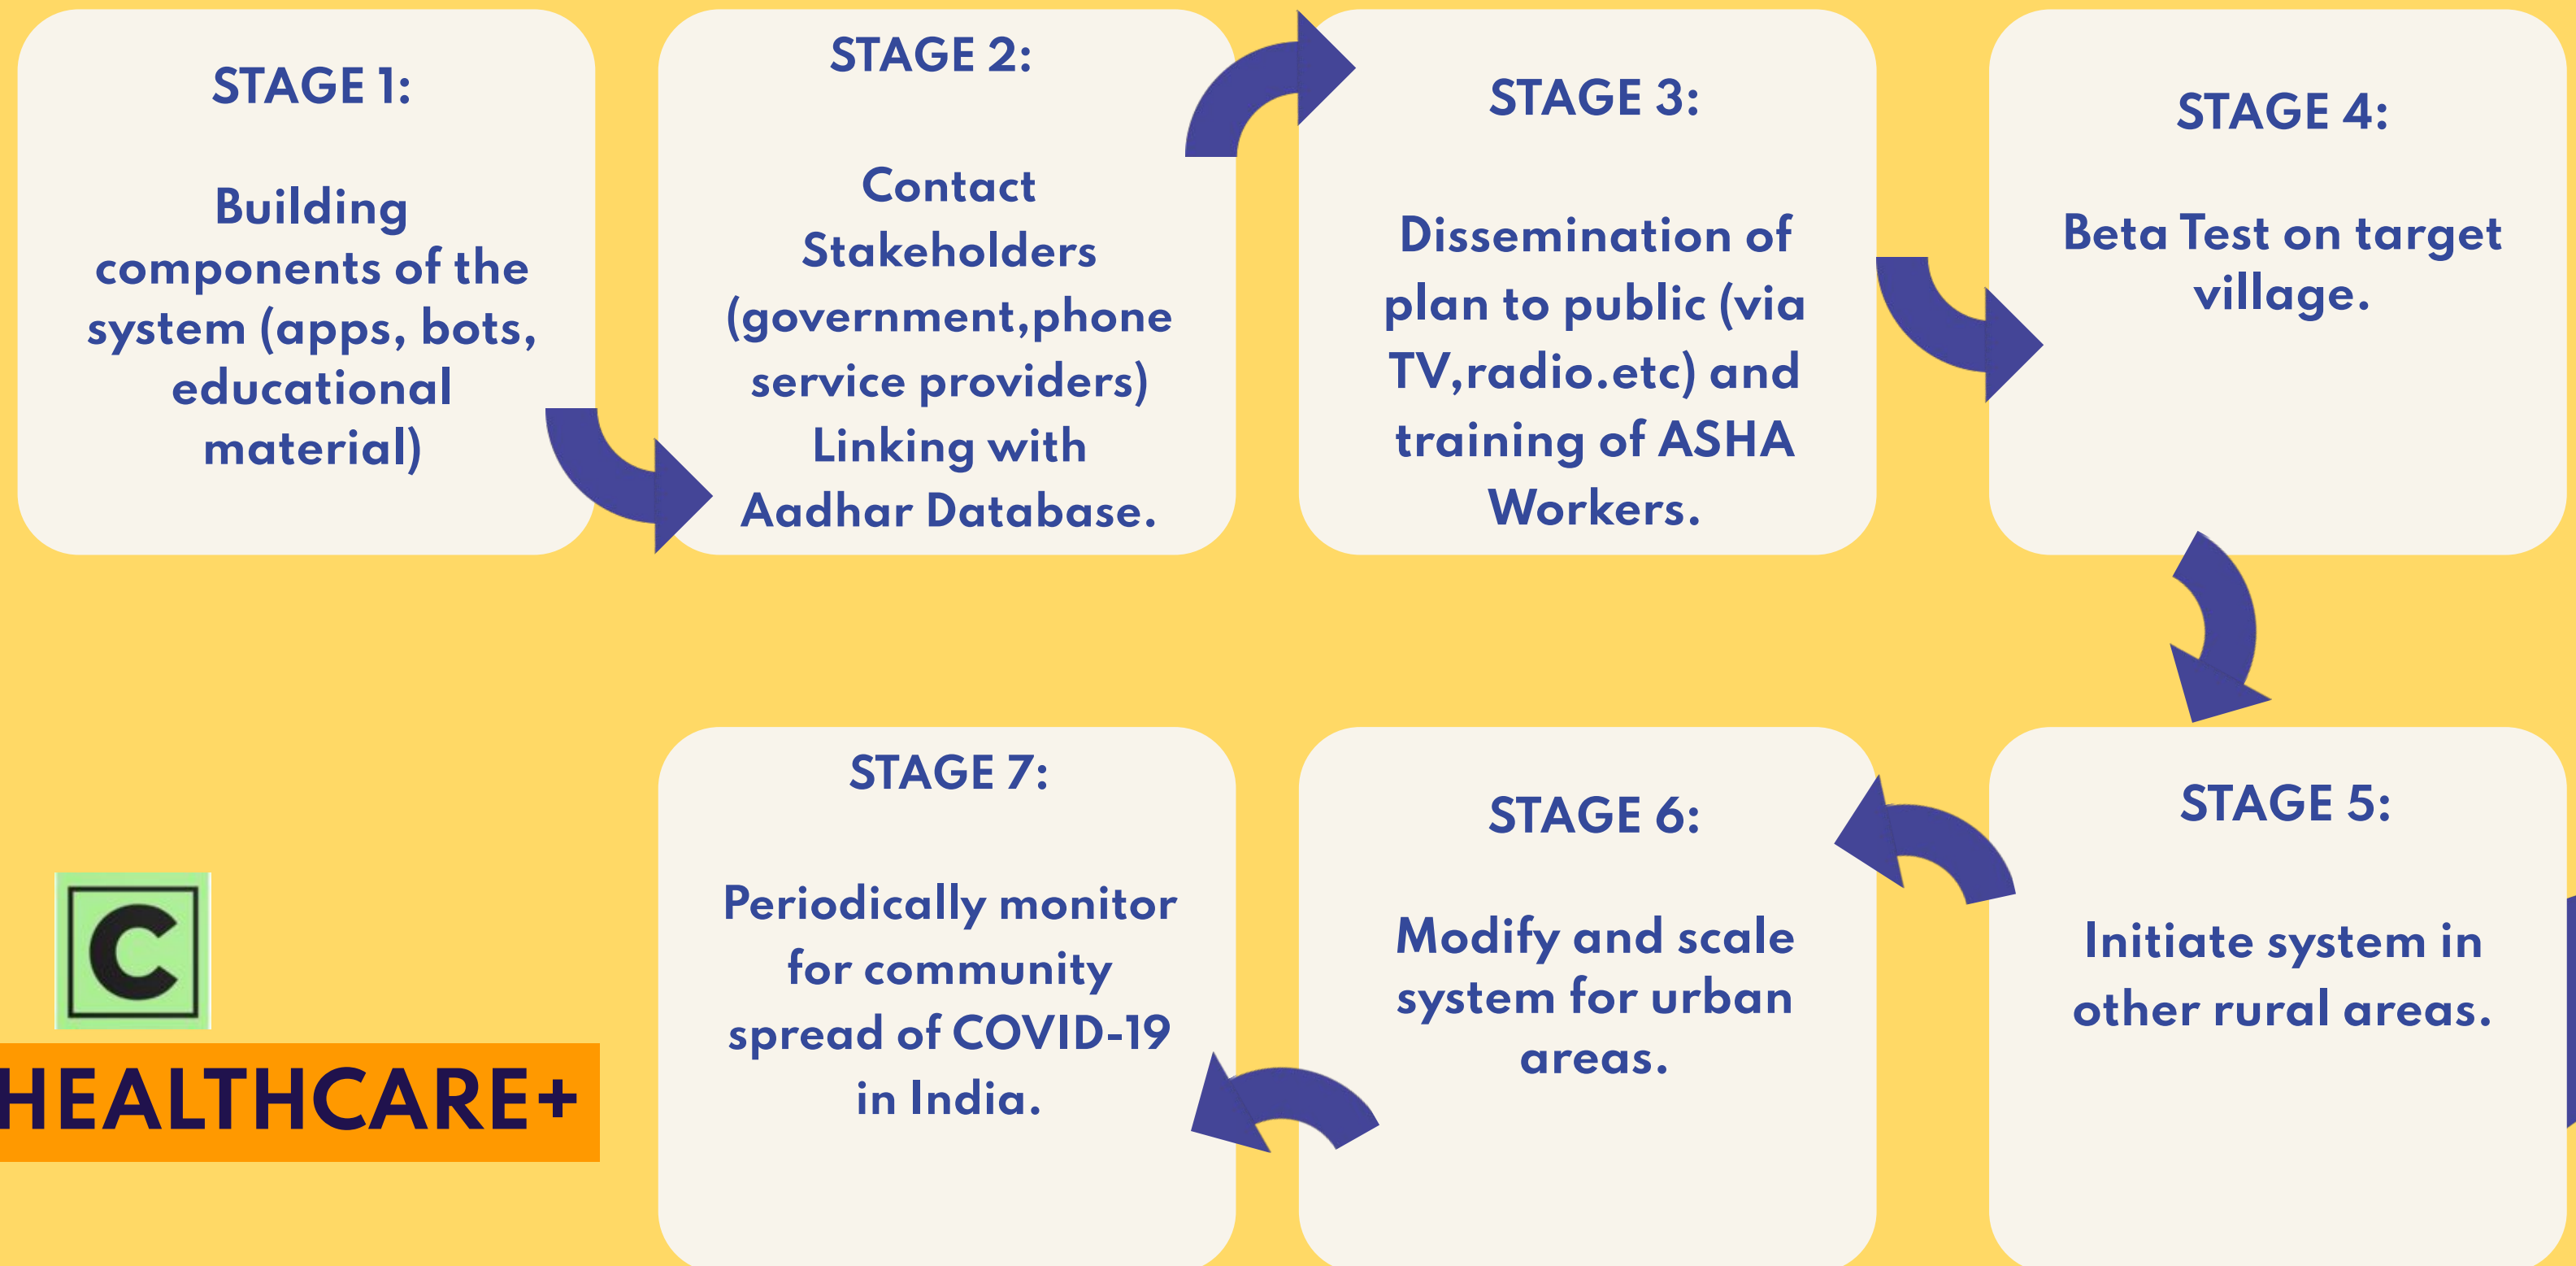 STAGE 1:
Building
components of the
system (apps, bots,
educational
material)
STAGE 2:
Contact
Stakeholders
(government,phone
service providers)
Linking with
Aadhar Database.
STAGE 3:
Dissemination of
plan to public (via
TV,radio.etc) and
training of ASHA
Workers.
STAGE 4:
Beta Test on target
village.
STAGE 5:
Initiate system in
other rural areas.
STAGE 6:
Modify and scale
system for urban
areas.
STAGE 7:
Periodically monitor
for community
spread of COVID-19
in India.
C
HEALTHCARE+